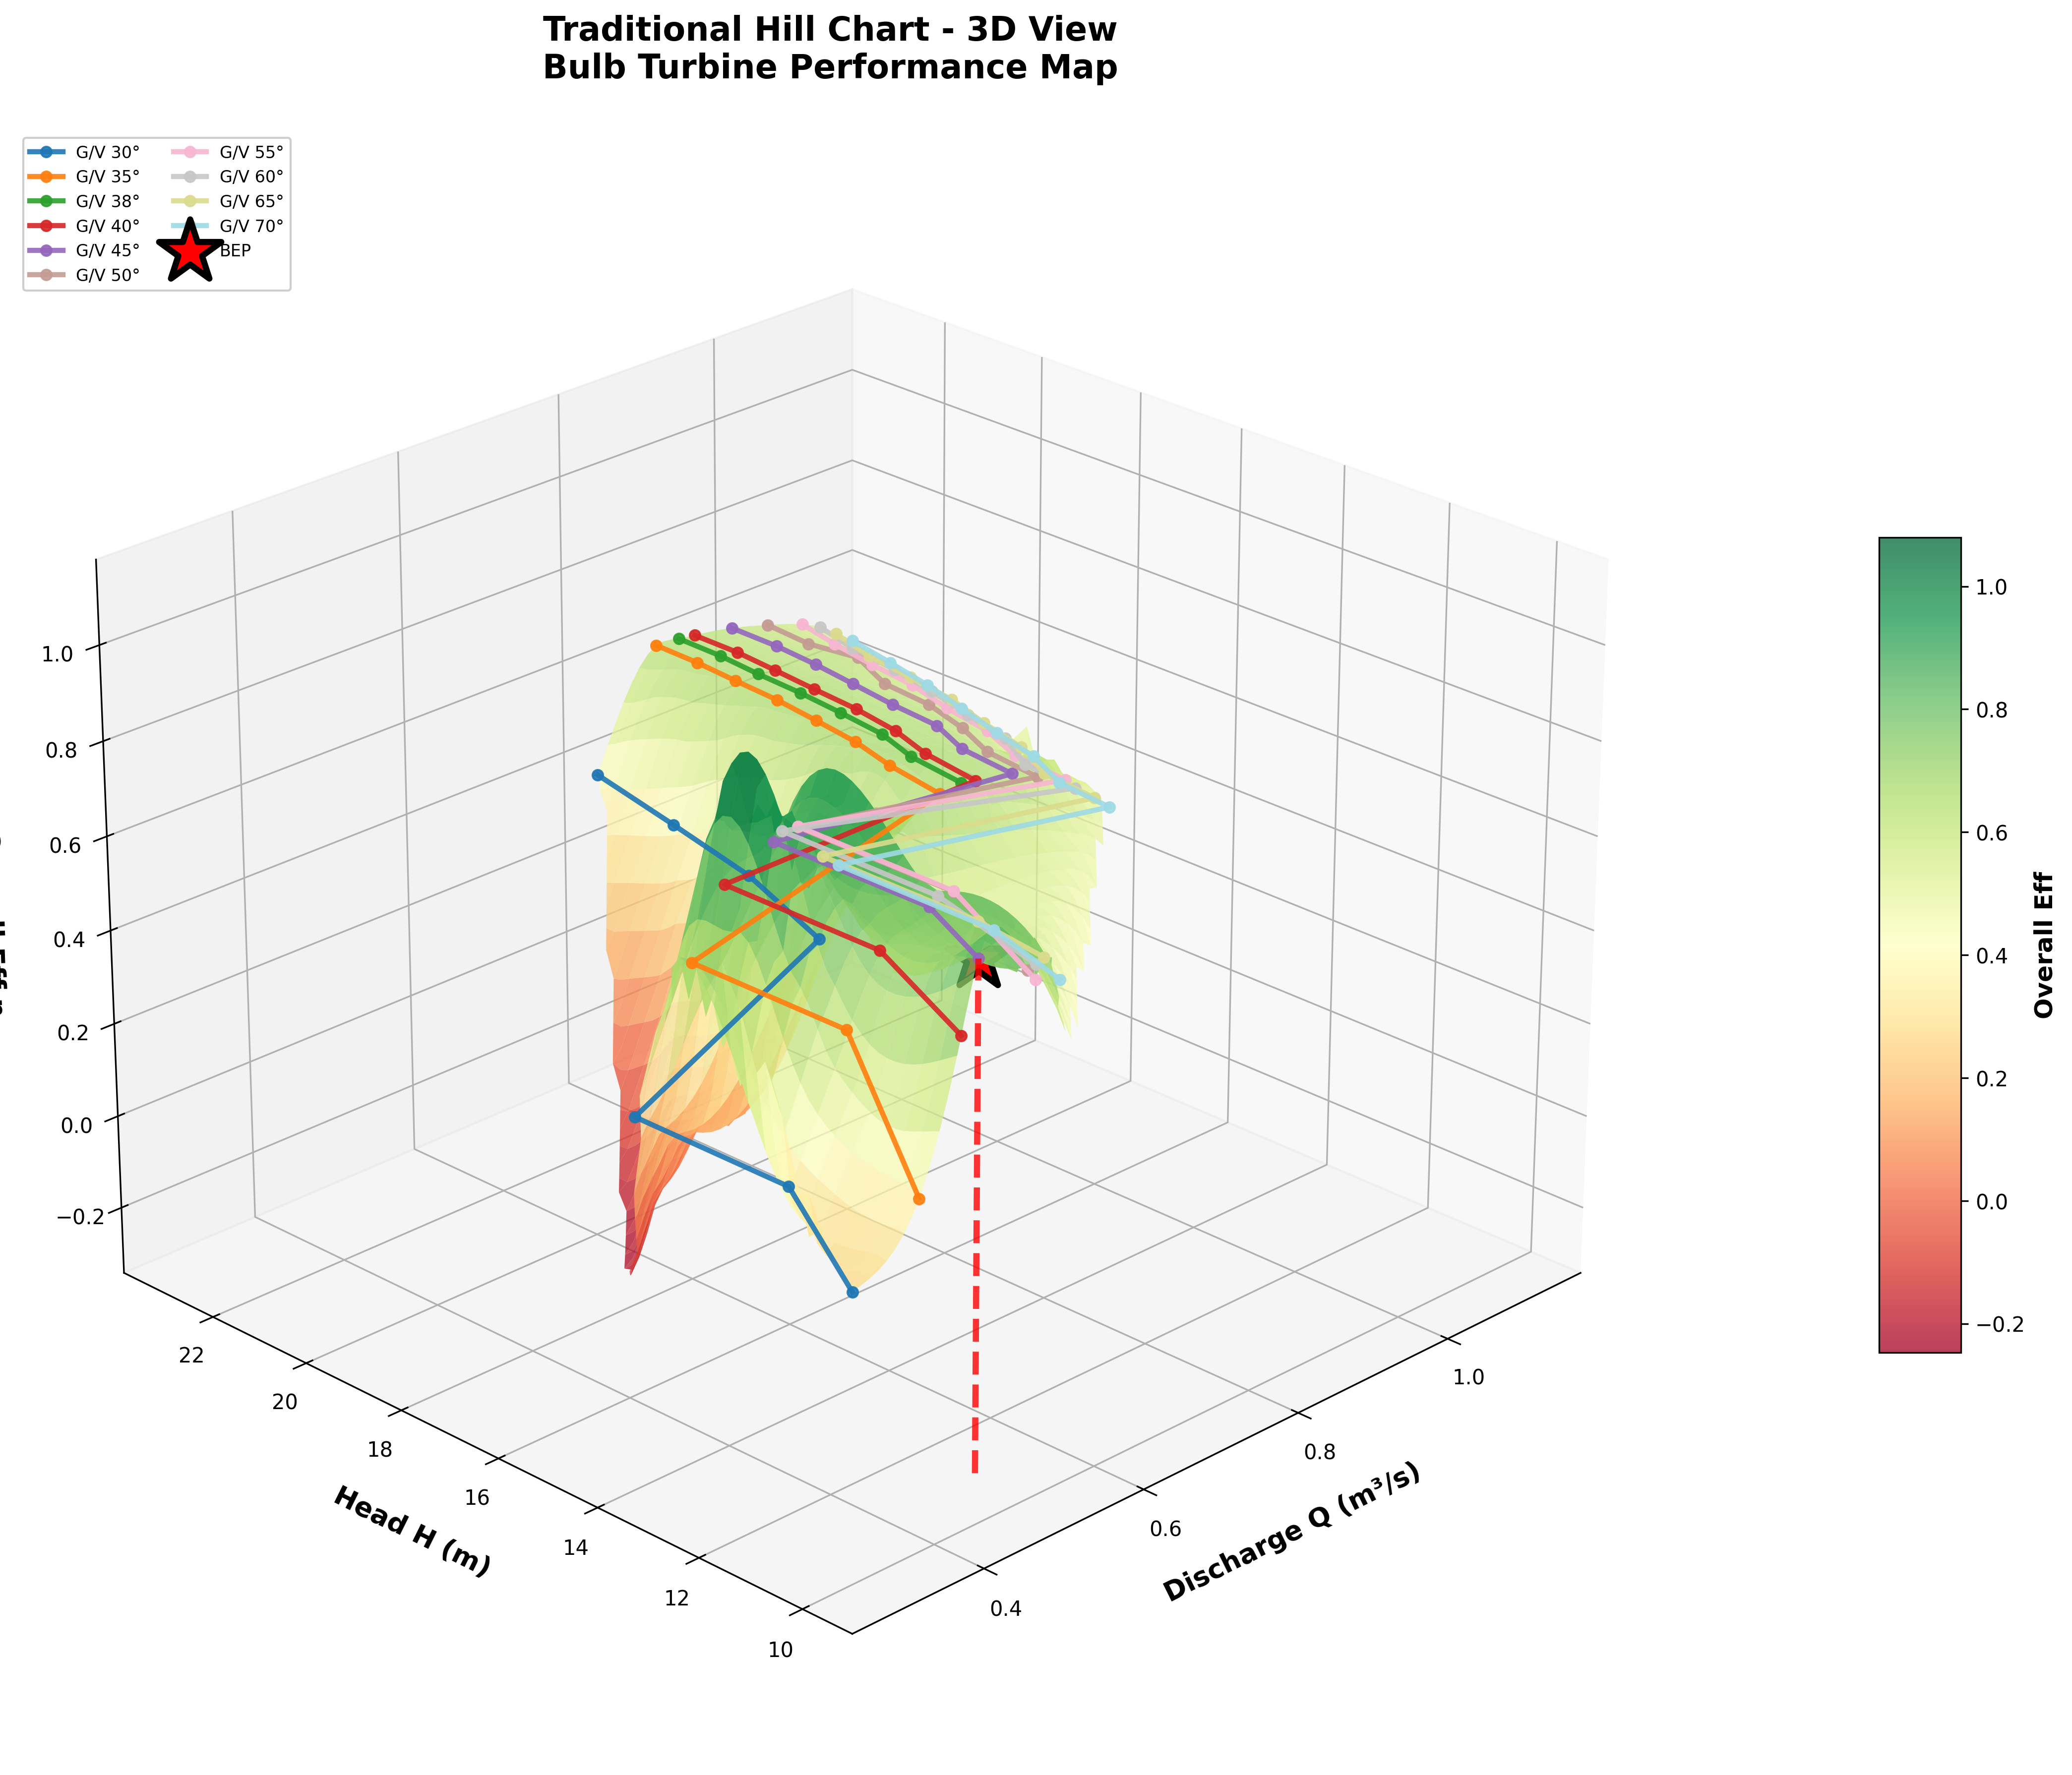 Traditional Hill Chart - 3D View
Bulb Turbine Performance Map
G/V 30°
G/V 35°
G/V 38°
G/V 40°
G/V 45°
G/V 50°
G/V 55°
G/V 60°
G/V 65°
G/V 70°
BEP
1.0
0.8
0.6
0.4
0.2
0.0
−0.2
22
20
18
16
14
12
10
Head H (m)
0.4
0.6
0.8
1.0
Discharge Q (m³/s)
1.0
0.8
0.6
0.4
0.2
0.0
−0.2
Overall Eff